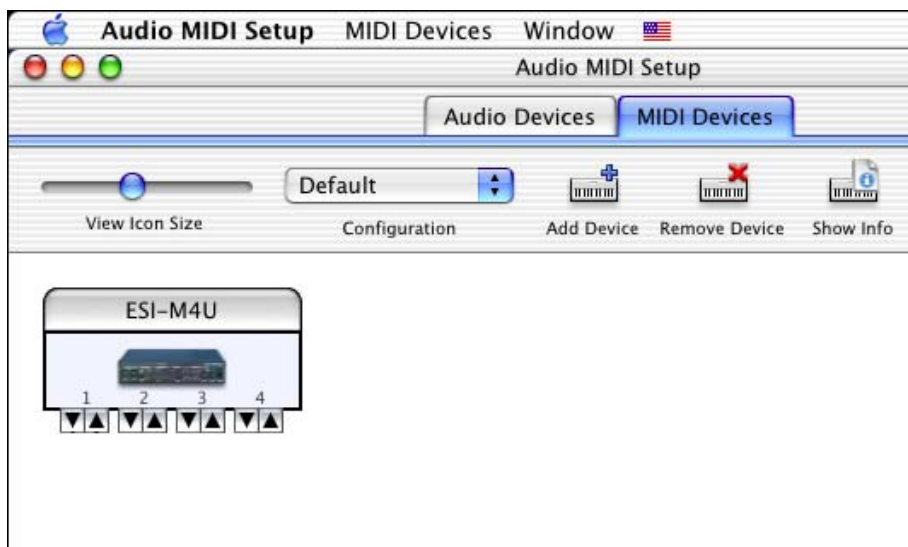 Audio MIDI Setup MIDI Devices Window
Audio MIDI Setup
Audio Devices MIDI Devices
Default
View Icon Size Configuration Add Device Remove Device Show Info
ESI-M4U
1 2 3 4